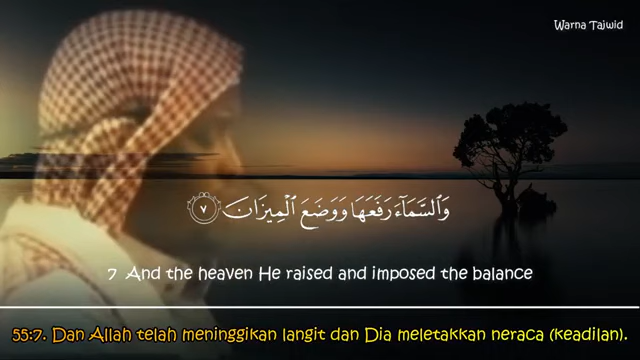 Warna Tajwid
وَٱلسَّمَآءَ رَفَعَهَا وَوَضَعَ ٱلْمِيزَانَ ٧
7 And the heaven He raised and imposed the balance
55:7. Dan Allah telah meninggikan langit dan Dia meletakkan neraca (keadilan).